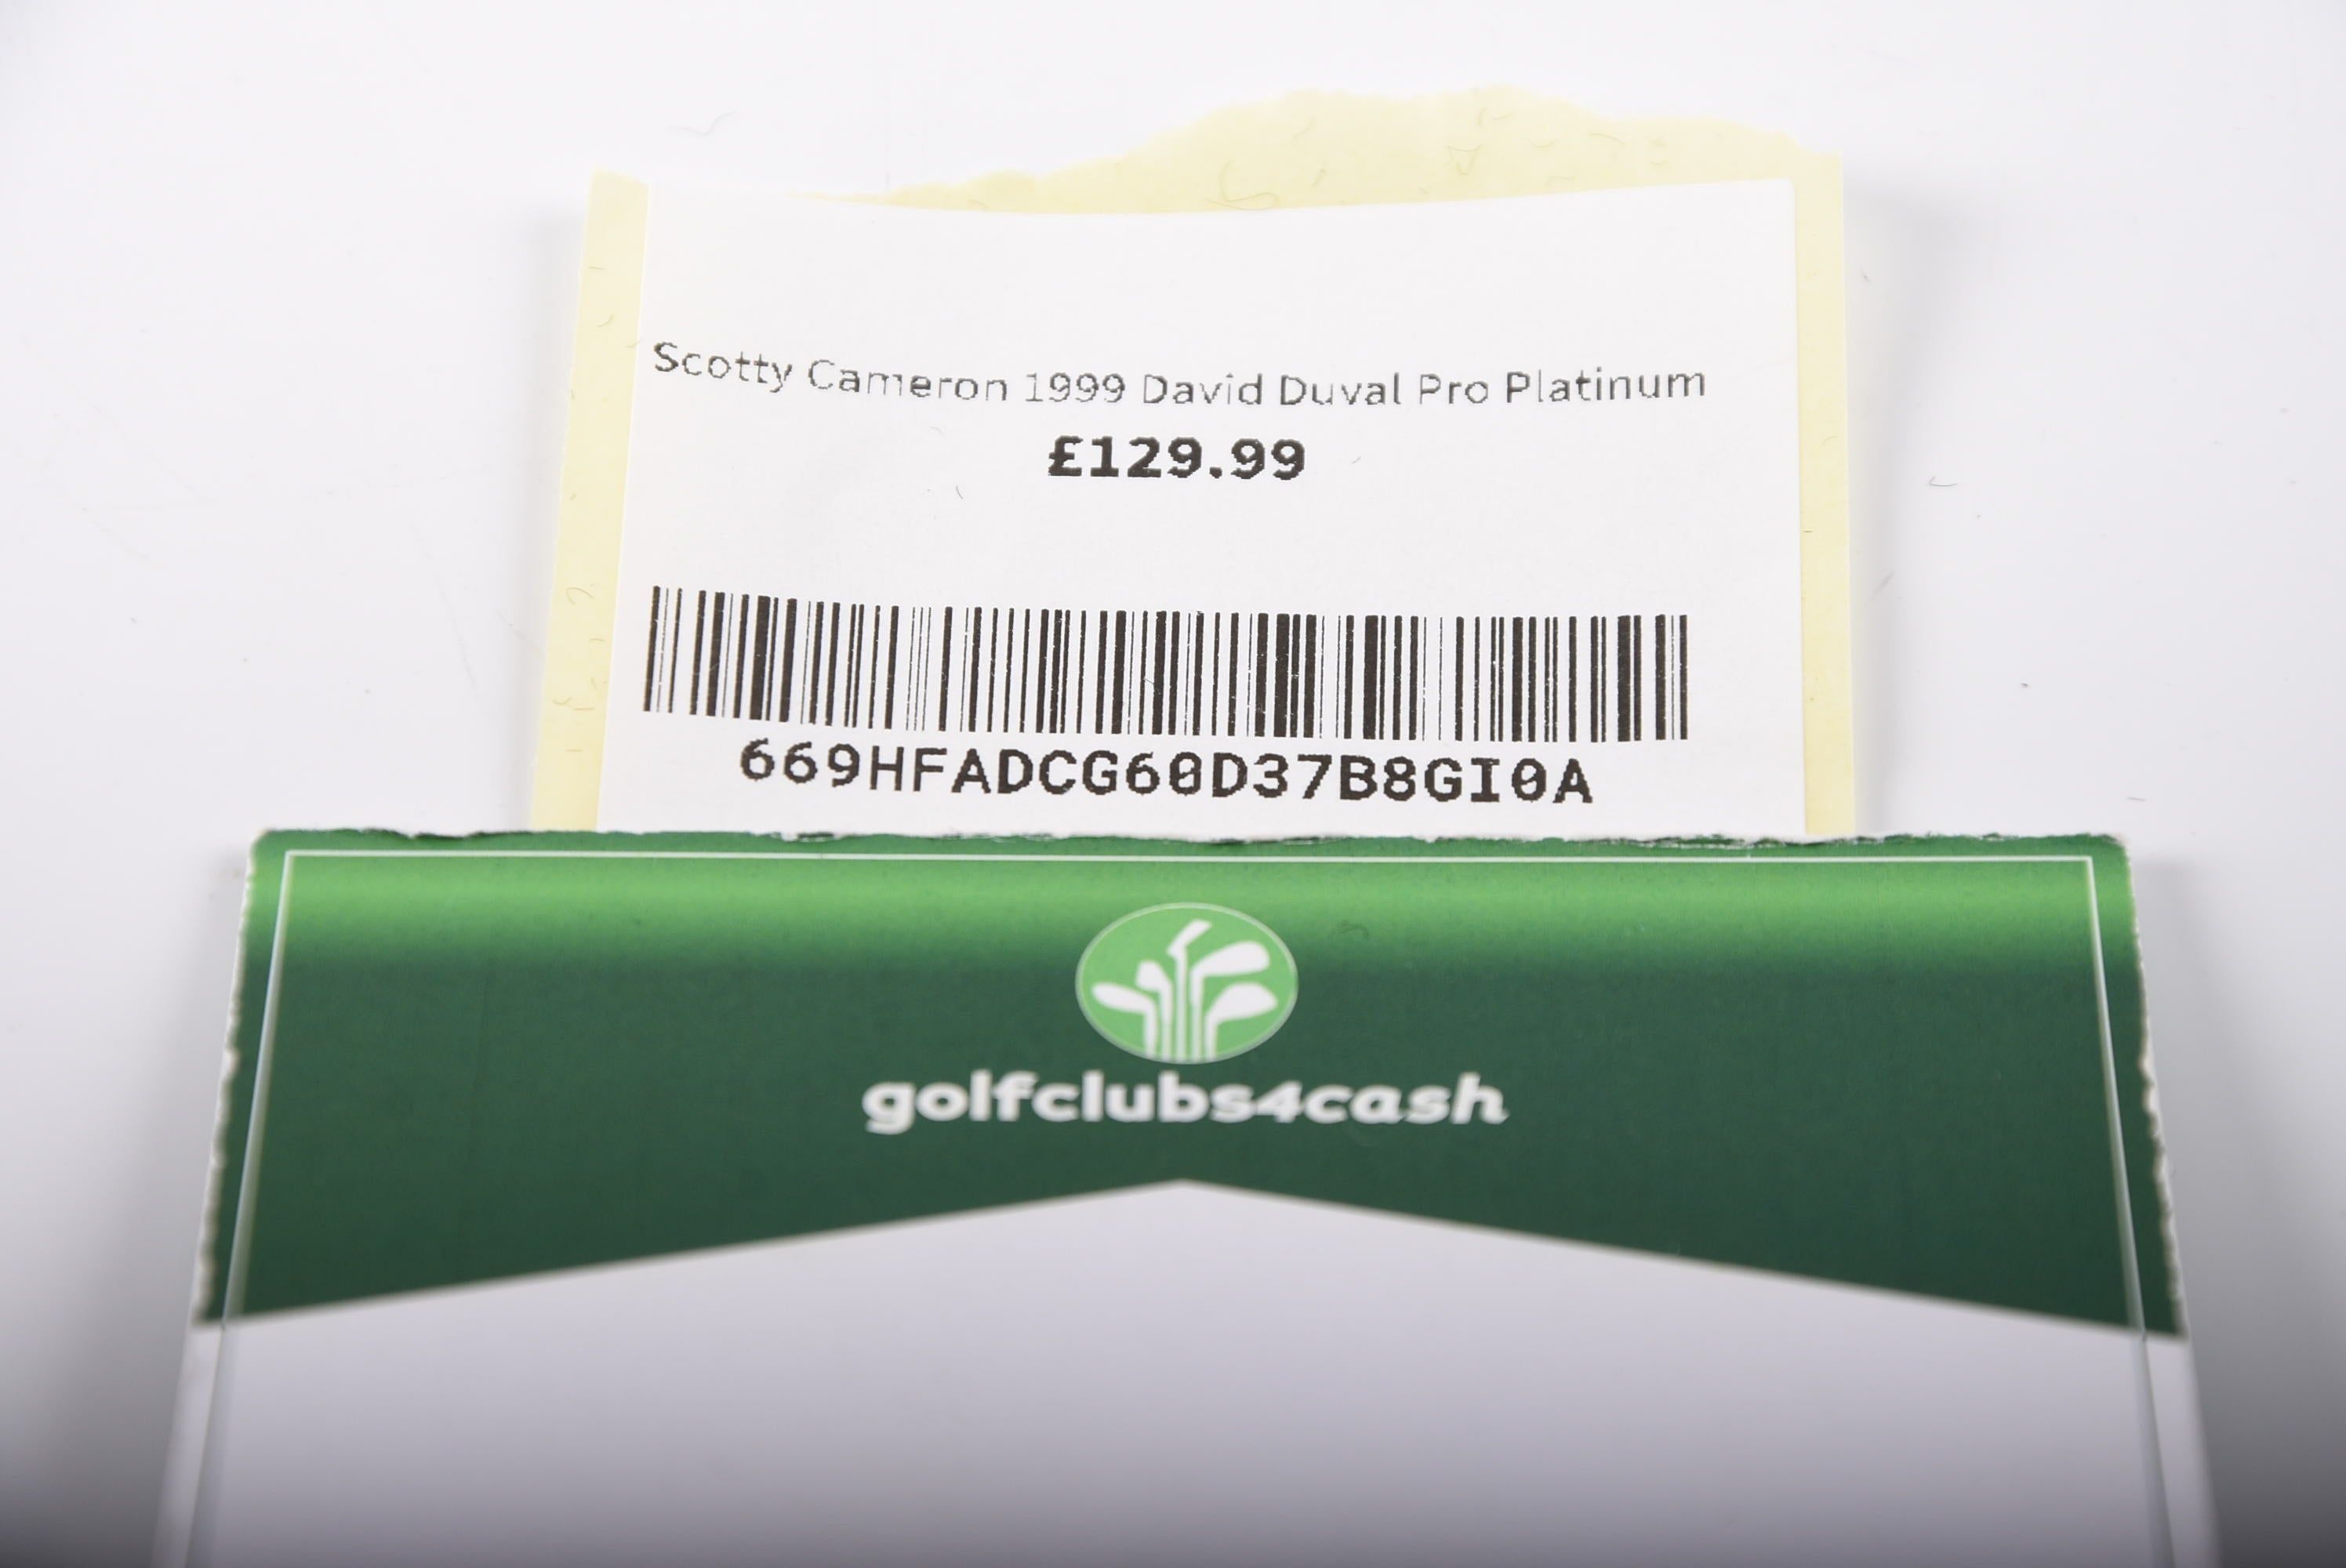 Scotty Cameron 1999 David Duval Pro Platinum
£129.99
669HFADCG60D37B8GI0A
golfclubs4cash